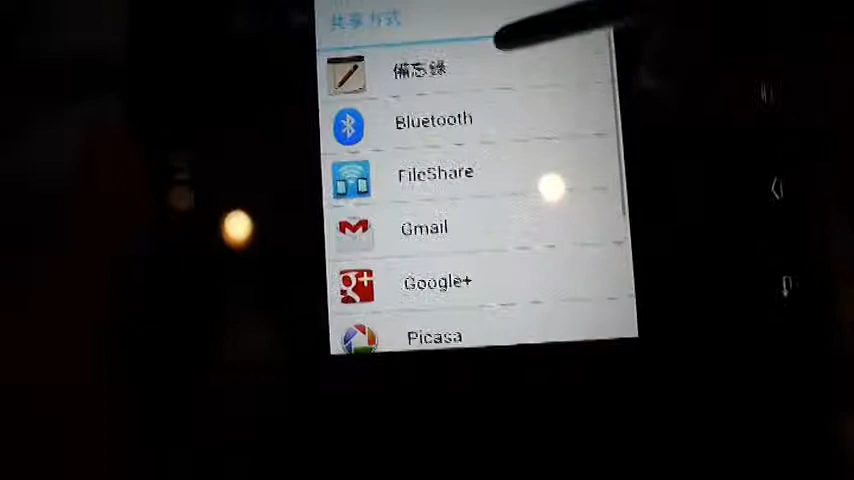 共享方式
備忘錄
Bluetooth
FileShare
Gmail
Google+
Picasa